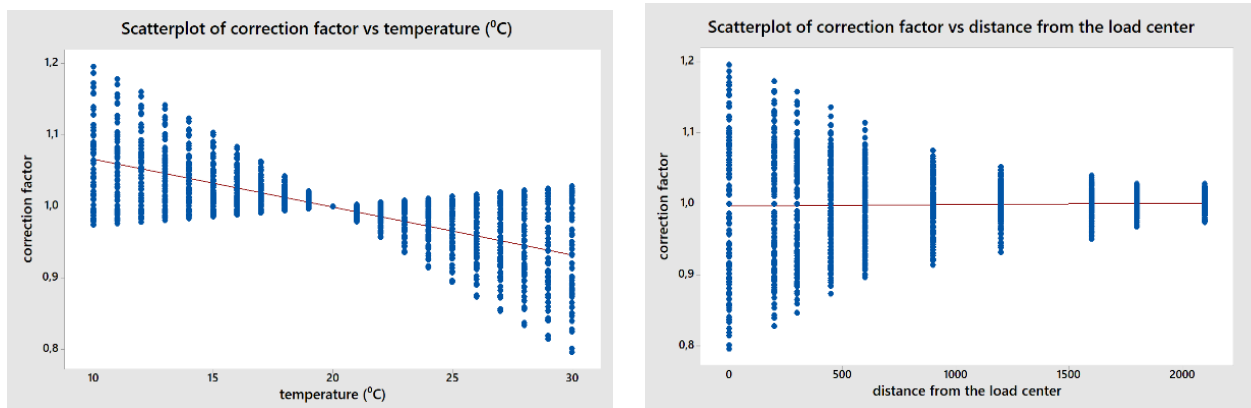 Scatterplot of correction factor vs temperature (⁰C)
1,2
1,1
1,0
0,9
0,8
correction factor
10 15 20 25 30
temperature (⁰C)
Scatterplot of correction factor vs distance from the load center
1,2
1,1
1,0
0,9
0,8
correction factor
0 500 1000 1500 2000
distance from the load center